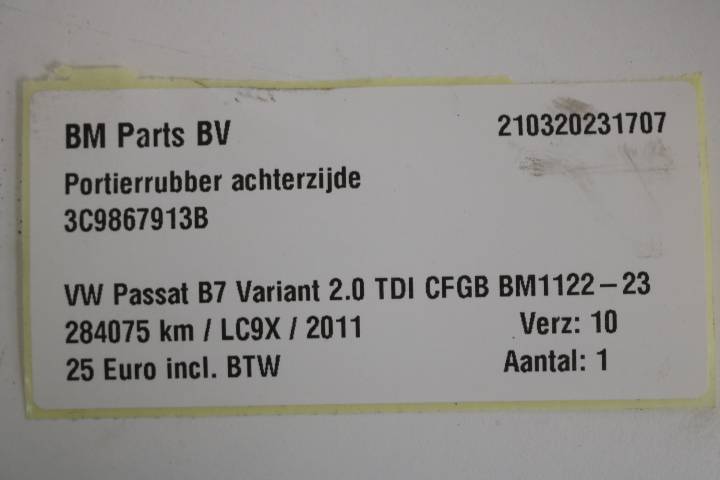 BM Parts BV 210320231707
Portierrubber achterzijde
3C9867913B
VW Passat B7 Variant 2.0 TDI CFGB BM1122-23
284075 km / LC9X / 2011 Verz: 10
25 Euro incl. BTW Aantal: 1